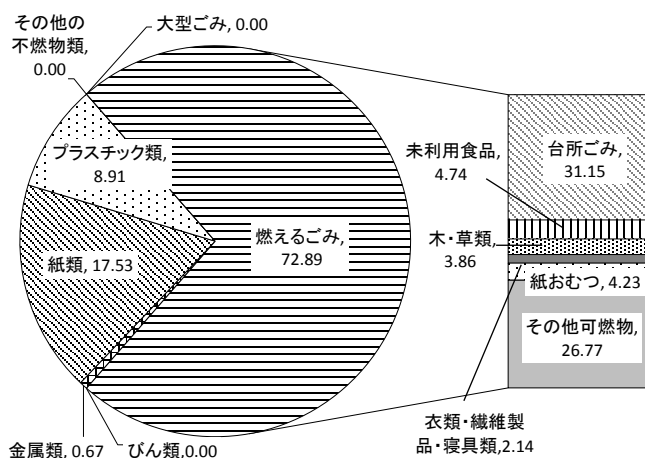 その他の
不燃物類,
0.00
大型ごみ, 0.00
プラスチック類,
8.91
紙類, 17.53
燃えるごみ,
72.89
金属類, 0.67
びん類,0.00
台所ごみ,
31.15
未利用食品,
4.74
木・草類,
3.86
紙おむつ, 4.23
その他可燃物,
26.77
衣類・繊維製
品・寝具類,2.14